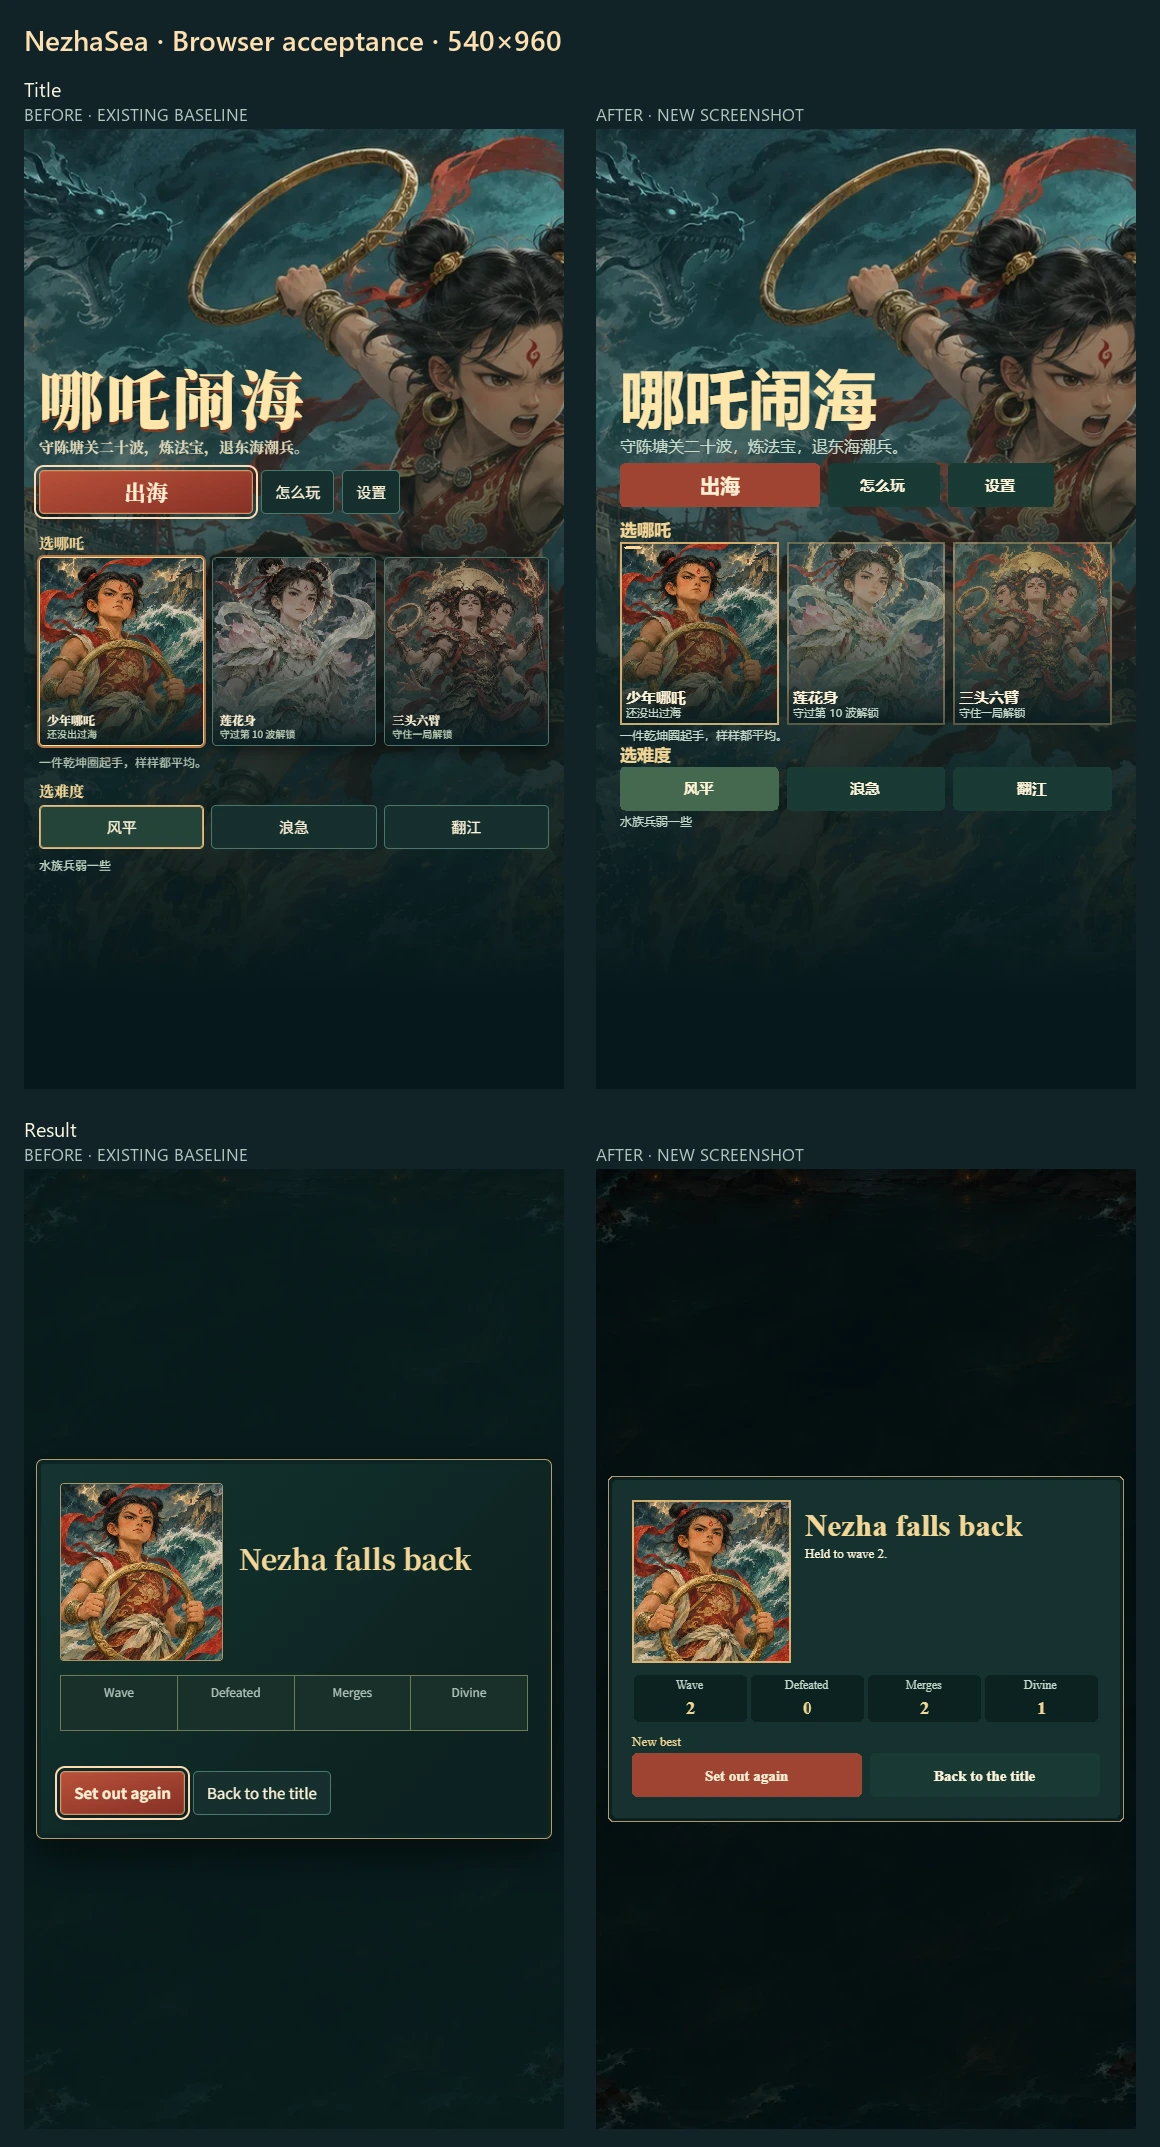 NezhaSea · Browser acceptance · 540×960
Title
BEFORE · EXISTING BASELINE
哪吒闹海
守陈塘关二十波，炼法宝，退东海潮兵。
出海 怎么玩 设置
选哪吒
少年哪吒 莲花身 三头六臂
还没出过海 守过第 10 波解锁 守住一局解锁
一件乾坤圈起手，样样都平均。
选难度
风平 浪急 翻江
水族兵弱一些
AFTER · NEW SCREENSHOT
哪吒闹海
守陈塘关二十波，炼法宝，退东海潮兵。
出海 怎么玩 设置
选哪吒
少年哪吒 莲花身 三头六臂
还没出过海 守过第 10 波解锁 守住一局解锁
一件乾坤圈起手，样样都平均。
选难度
风平 浪急 翻江
水族兵弱一些
Result
BEFORE · EXISTING BASELINE
Nezha falls back
Wave Defeated Merges Divine
Set out again Back to the title
AFTER · NEW SCREENSHOT
Nezha falls back
Held to wave 2.
Wave Defeated Merges Divine
2 0 2 1
New best
Set out again Back to the title